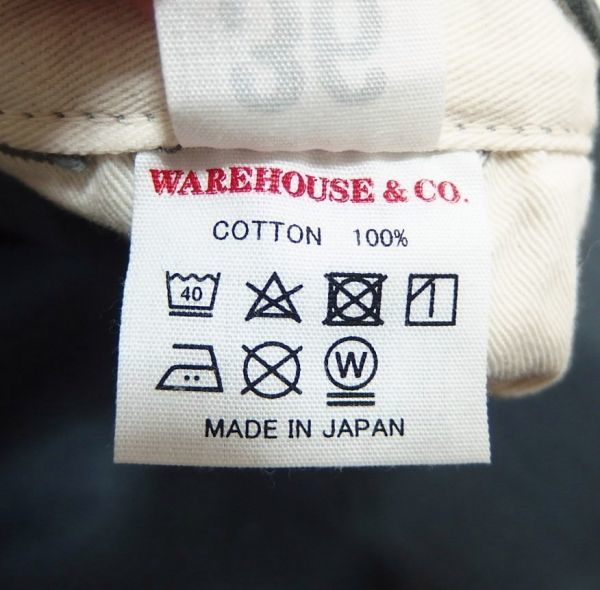 WAREHOUSE & CO.
COTTON 100%
40
W
MADE IN JAPAN